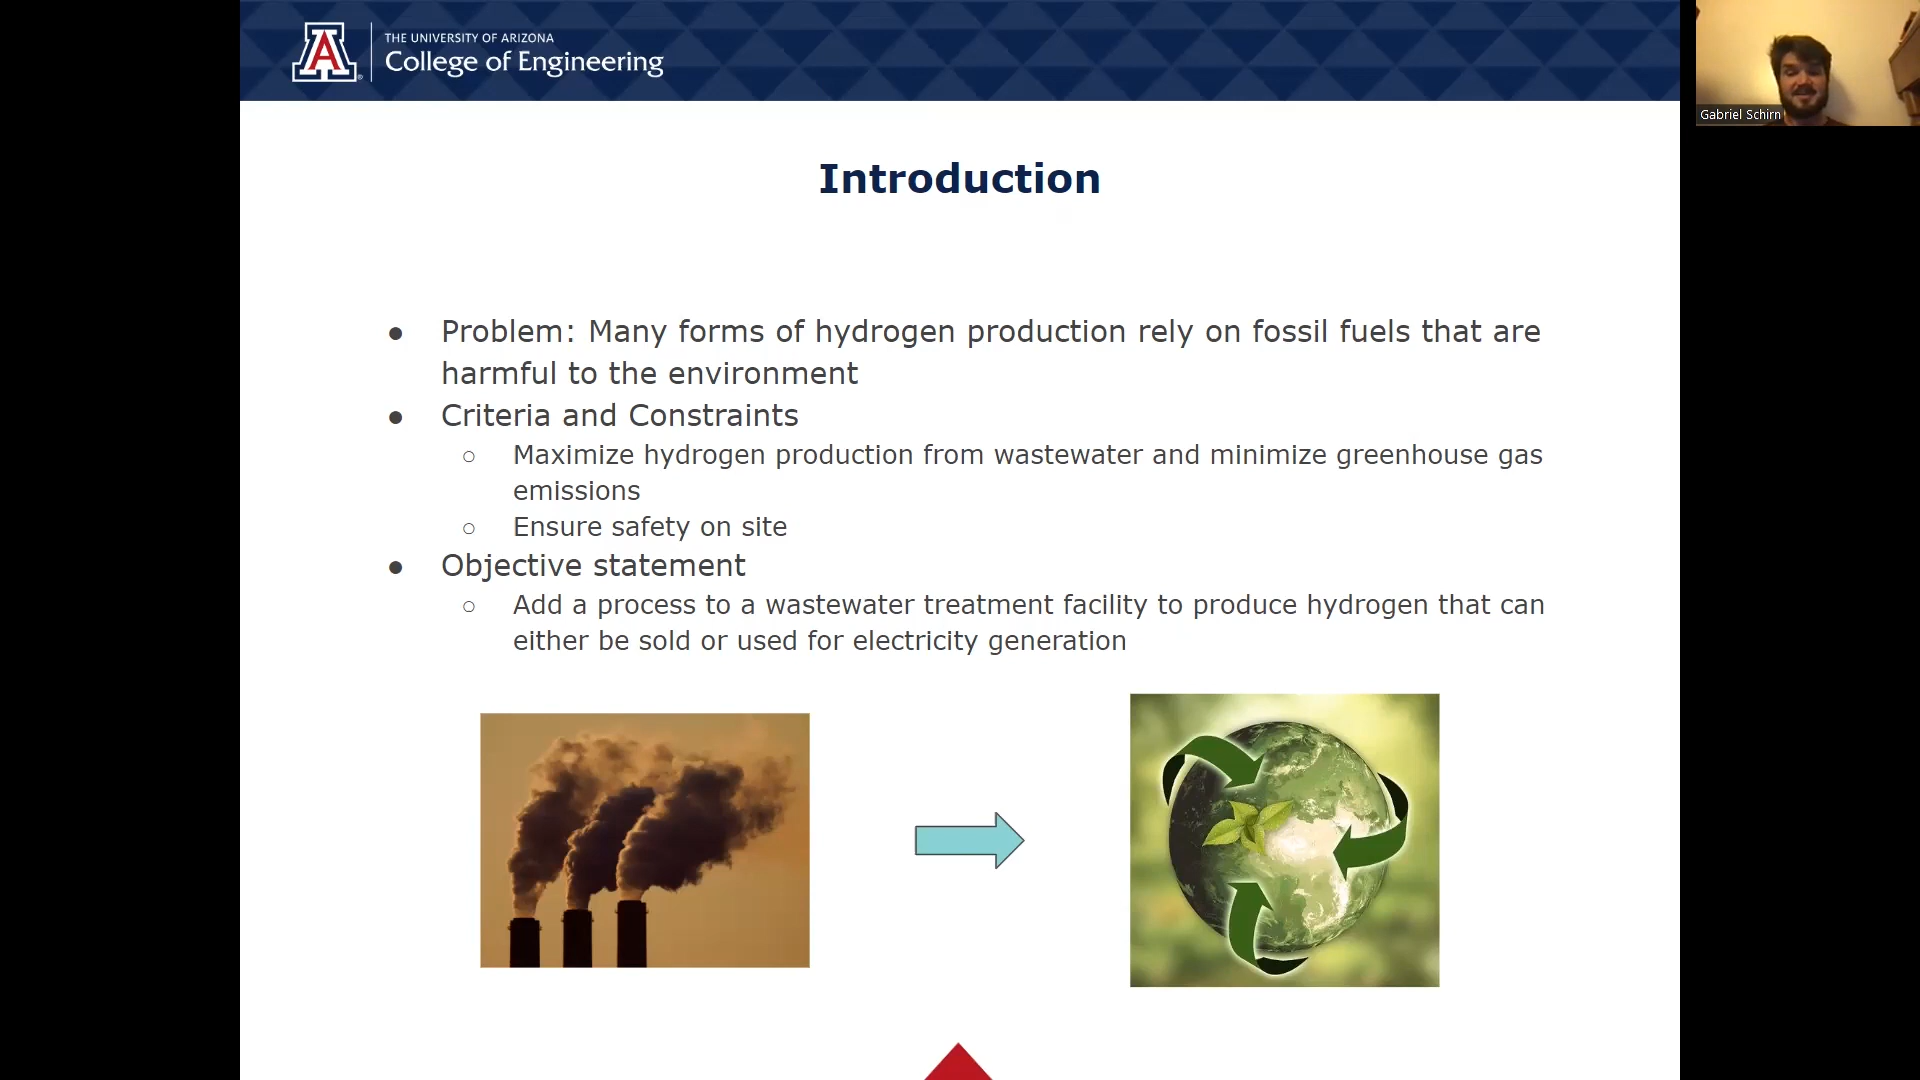 THE UNIVERSITY OF ARIZONA
College of Engineering
Gabriel Schirn
Introduction
● Problem: Many forms of hydrogen production rely on fossil fuels that are
harmful to the environment
● Criteria and Constraints
○ Maximize hydrogen production from wastewater and minimize greenhouse gas
emissions
○ Ensure safety on site
● Objective statement
○ Add a process to a wastewater treatment facility to produce hydrogen that can
either be sold or used for electricity generation